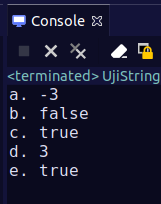 Console
<terminated> UjiString
a. -3
b. false
c. true
d. 3
e. true